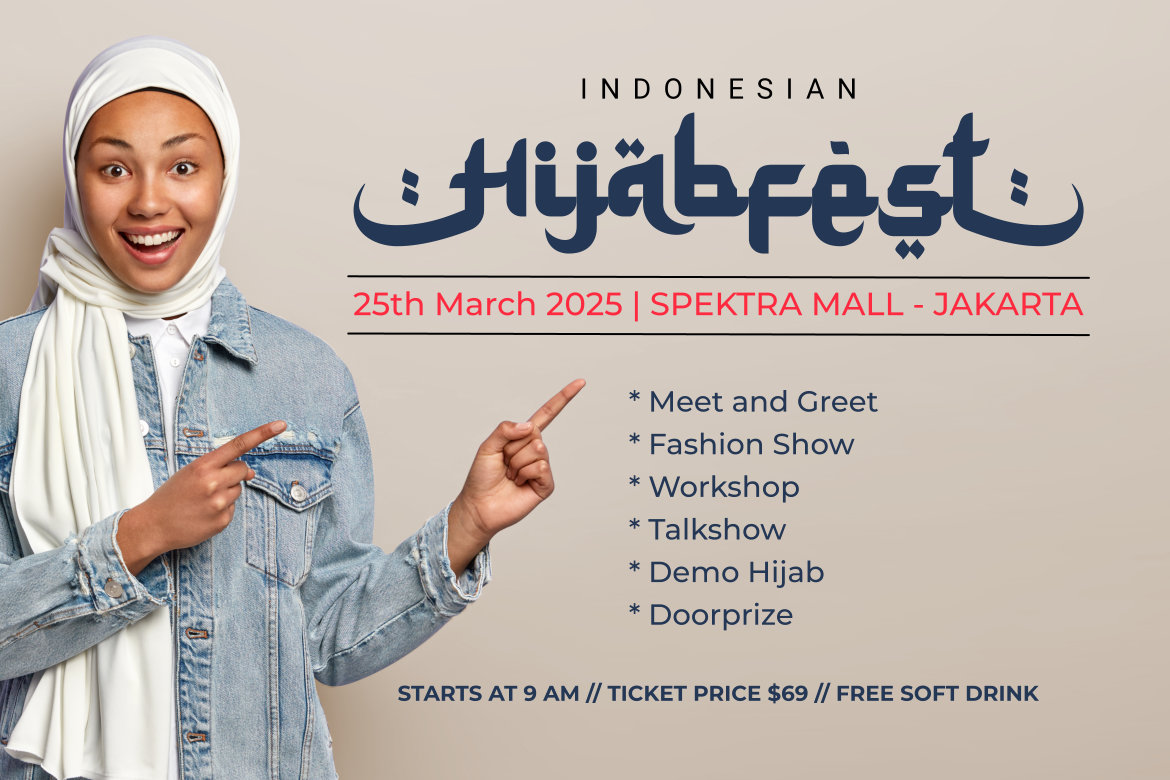 INDONESIAN
Hijabfest
25th March 2025 | SPEKTRA MALL - JAKARTA
* Meet and Greet
* Fashion Show
* Workshop
* Talkshow
* Demo Hijab
* Doorprize
STARTS AT 9 AM // TICKET PRICE $69 // FREE SOFT DRINK